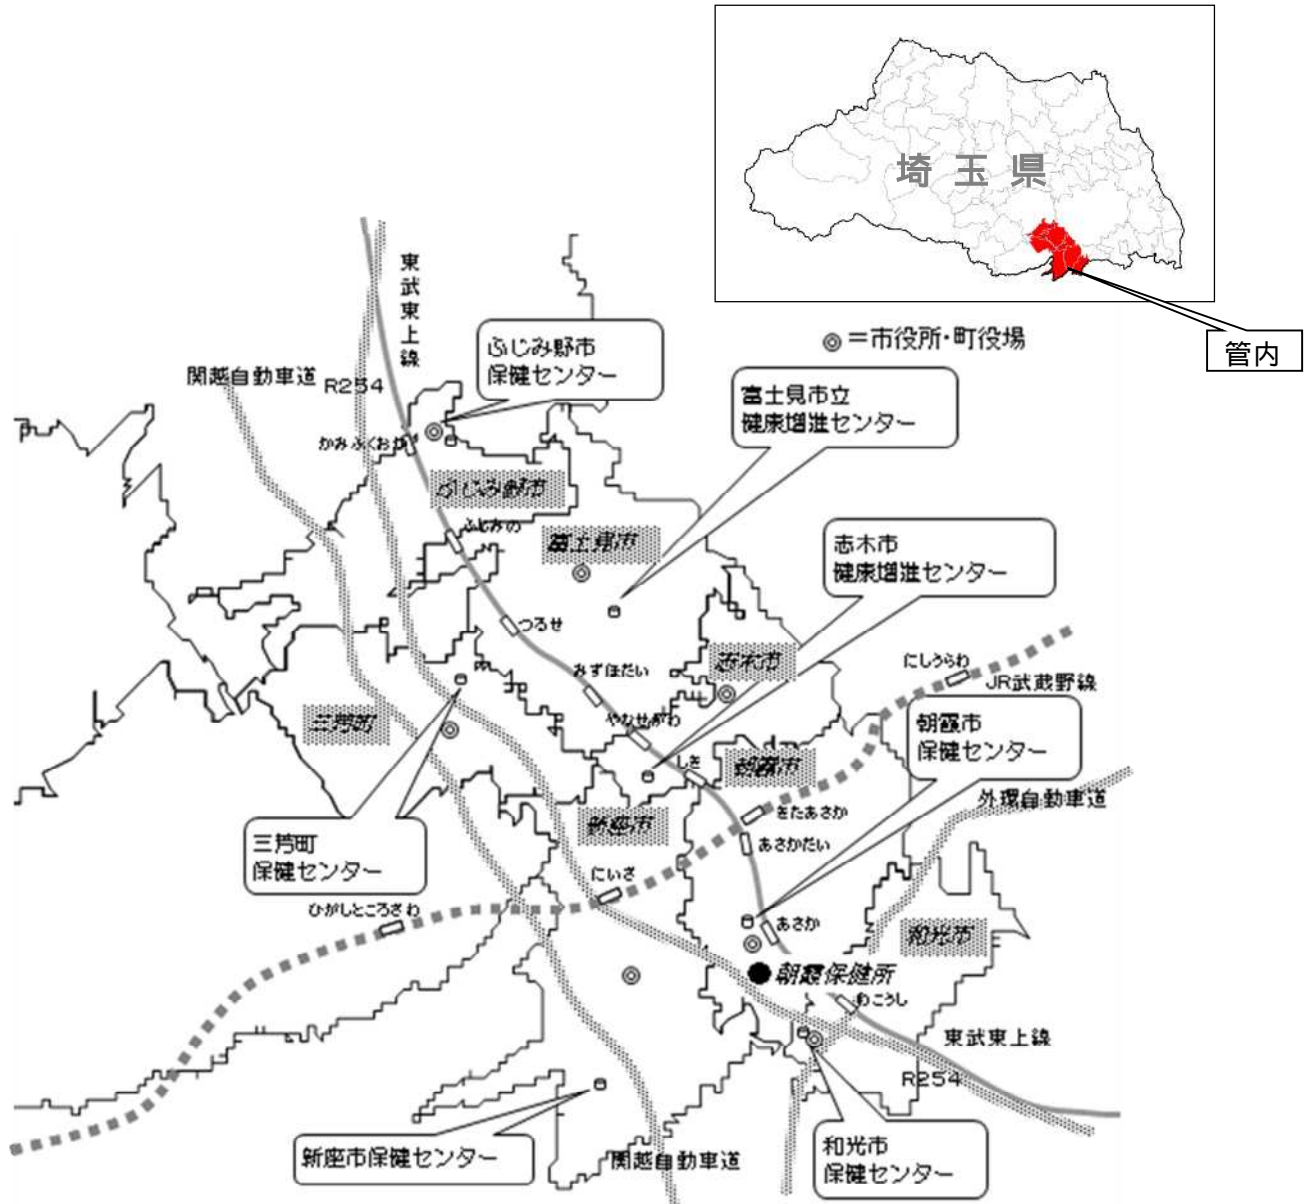 埼玉県
管内
◎＝市役所・町役場
東武東上線
関越自動車道
R254
ふじみ野市
保健センター
富士見市立
健康増進センター
かみふくおか
ふじみ野市
ふじみの
富士見市
志木市
健康増進センター
つるせ
みずほだい
志木市
にしうらわ
JR武蔵野線
三芳町
やなせがわ
朝霞市
保健センター
しき
朝霞市
外環自動車道
きたあさか
新座市
あさかだい
三芳町
保健センター
にいざ
ひがしところざわ
あさか
和光市
朝霞保健所
わこうし
東武東上線
R254
新座市保健センター
関越自動車道
和光市
保健センター